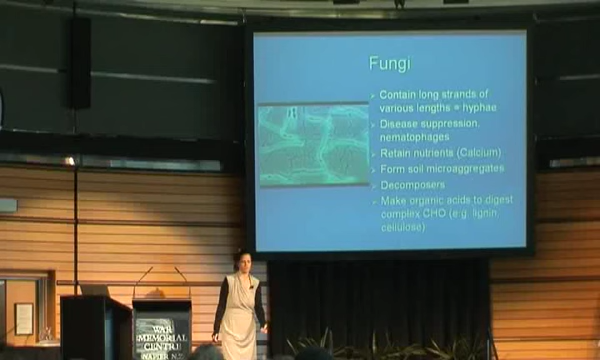 Fungi
Contain long strands of
various lengths = hyphae
Disease suppression,
nematophages
Retain nutrients (Calcium)
Form soil microaggregates
Decomposers
Make organic acids to digest
complex CHO (e.g. lignin
cellulose)
WAR
MEMORIAL
CENTRE
NAPIER N.Z